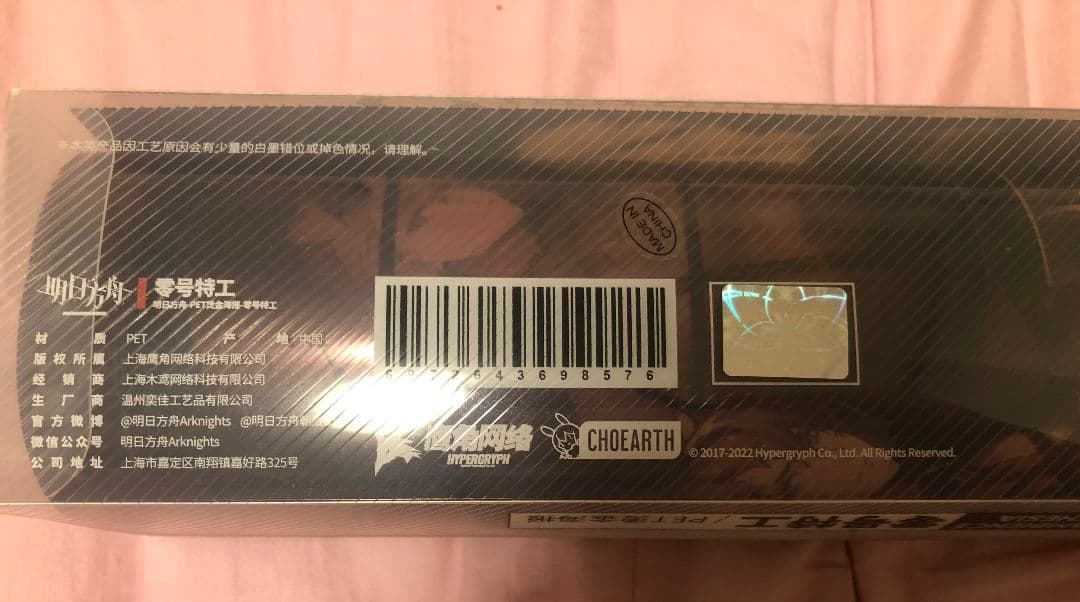 ※本类产品因工艺原因会有少量的白墨错位或掉色情况，请理解。
MADE IN
CHINA
明日方舟
零号特工
明日方舟-PET烫金海报-零号特工
材 质 PET 产 地 中国
版权所属 上海鹰角网络科技有限公司
经销商 上海木鸢网络科技有限公司
生厂商 温州奕佳工艺品有限公司
官方微博 @明日方舟Arknights @明日方舟朝
微信公众号 明日方舟Arknights
公司地址 上海市嘉定区南翔镇嘉好路325号
6977643698576
鹰角网络
HYPERGRYPH
CHOEARTH
© 2017-2022 Hypergryph Co., Ltd. All Rights Reserved.
零号特工 / PET烫金海报